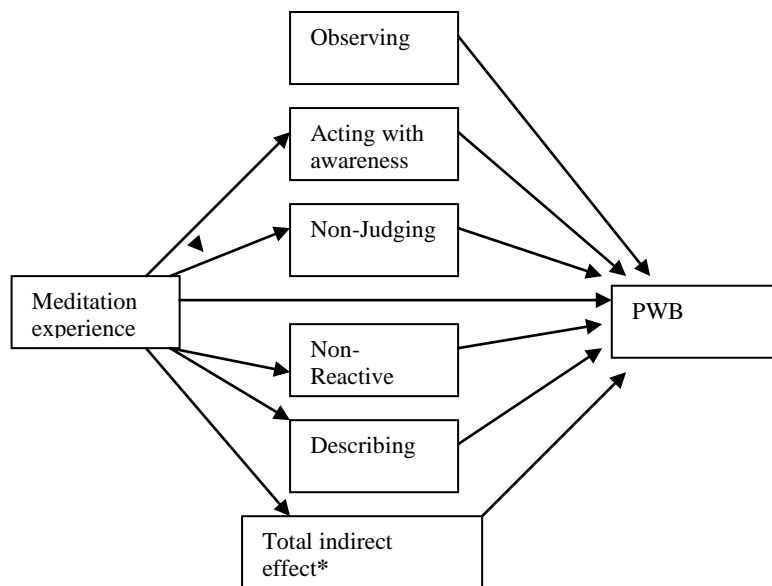 Observing
Acting with
awareness
Non-Judging
Meditation
experience
PWB
Non-
Reactive
Describing
Total indirect
effect*